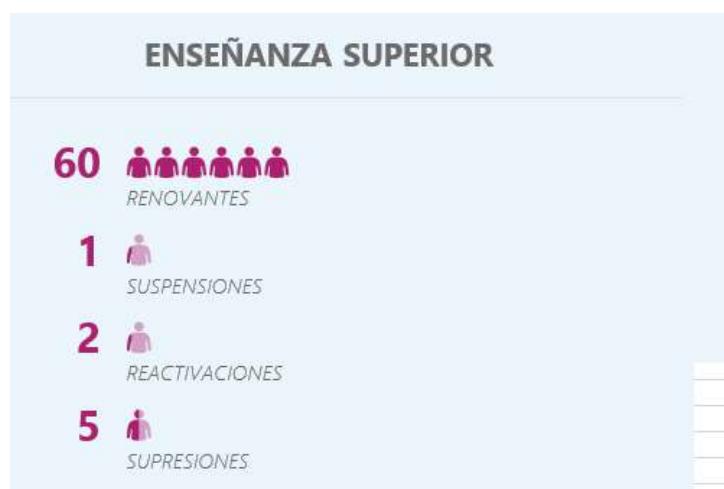 ENSEÑANZA SUPERIOR
60
RENOVANTES
1
SUSPENSIONES
2
REACTIVACIONES
5
SUPRESIONES